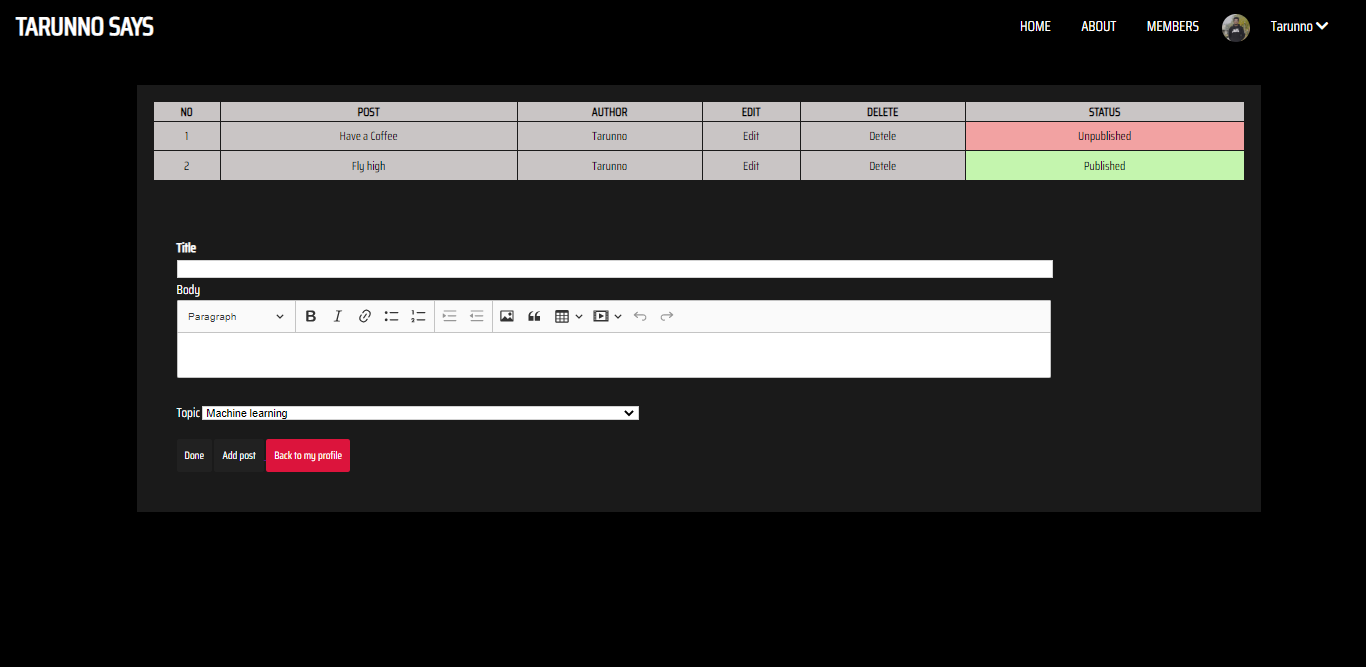 TARUNNO SAYS
HOME ABOUT MEMBERS Tarunno
NO POST AUTHOR EDIT DELETE STATUS
1 Have a Coffee Tarunno Edit Detele Unpublished
2 Fly high Tarunno Edit Detele Published
Title
Body
Paragraph
Topic Machine learning
Done Add post Back to my profile